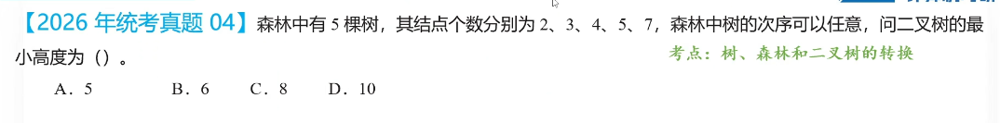 【2026 年统考真题 04】森林中有 5 棵树，其结点个数分别为 2、3、4、5、7，森林中树的次序可以任意，问二叉树的最
小高度为（）。 考点：树、森林和二叉树的转换
A．5 B．6 C．8 D．10